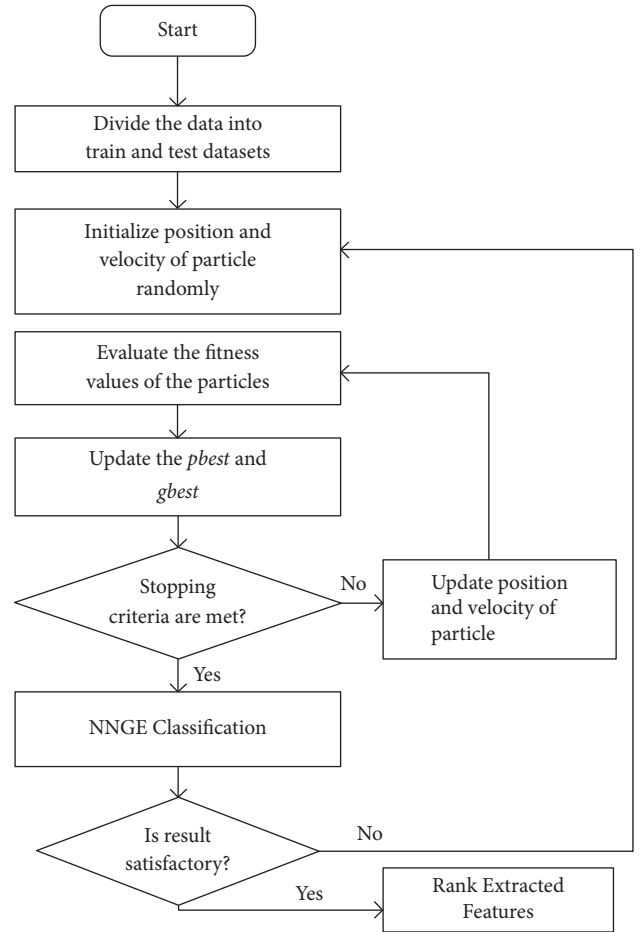 Start
Divide the data into
train and test datasets
Initialize position and
velocity of particle
randomly
Evaluate the fitness
values of the particles
Update the pbest and
gbest
Stopping
criteria are met?
No
Update position
and velocity of
particle
Yes
NNGE Classification
Is result
satisfactory?
No
Yes
Rank Extracted
Features